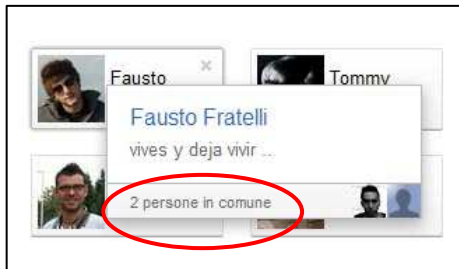 Fausto
Tommy
Fausto Fratelli
vives y deja vivir ..
2 persone in comune